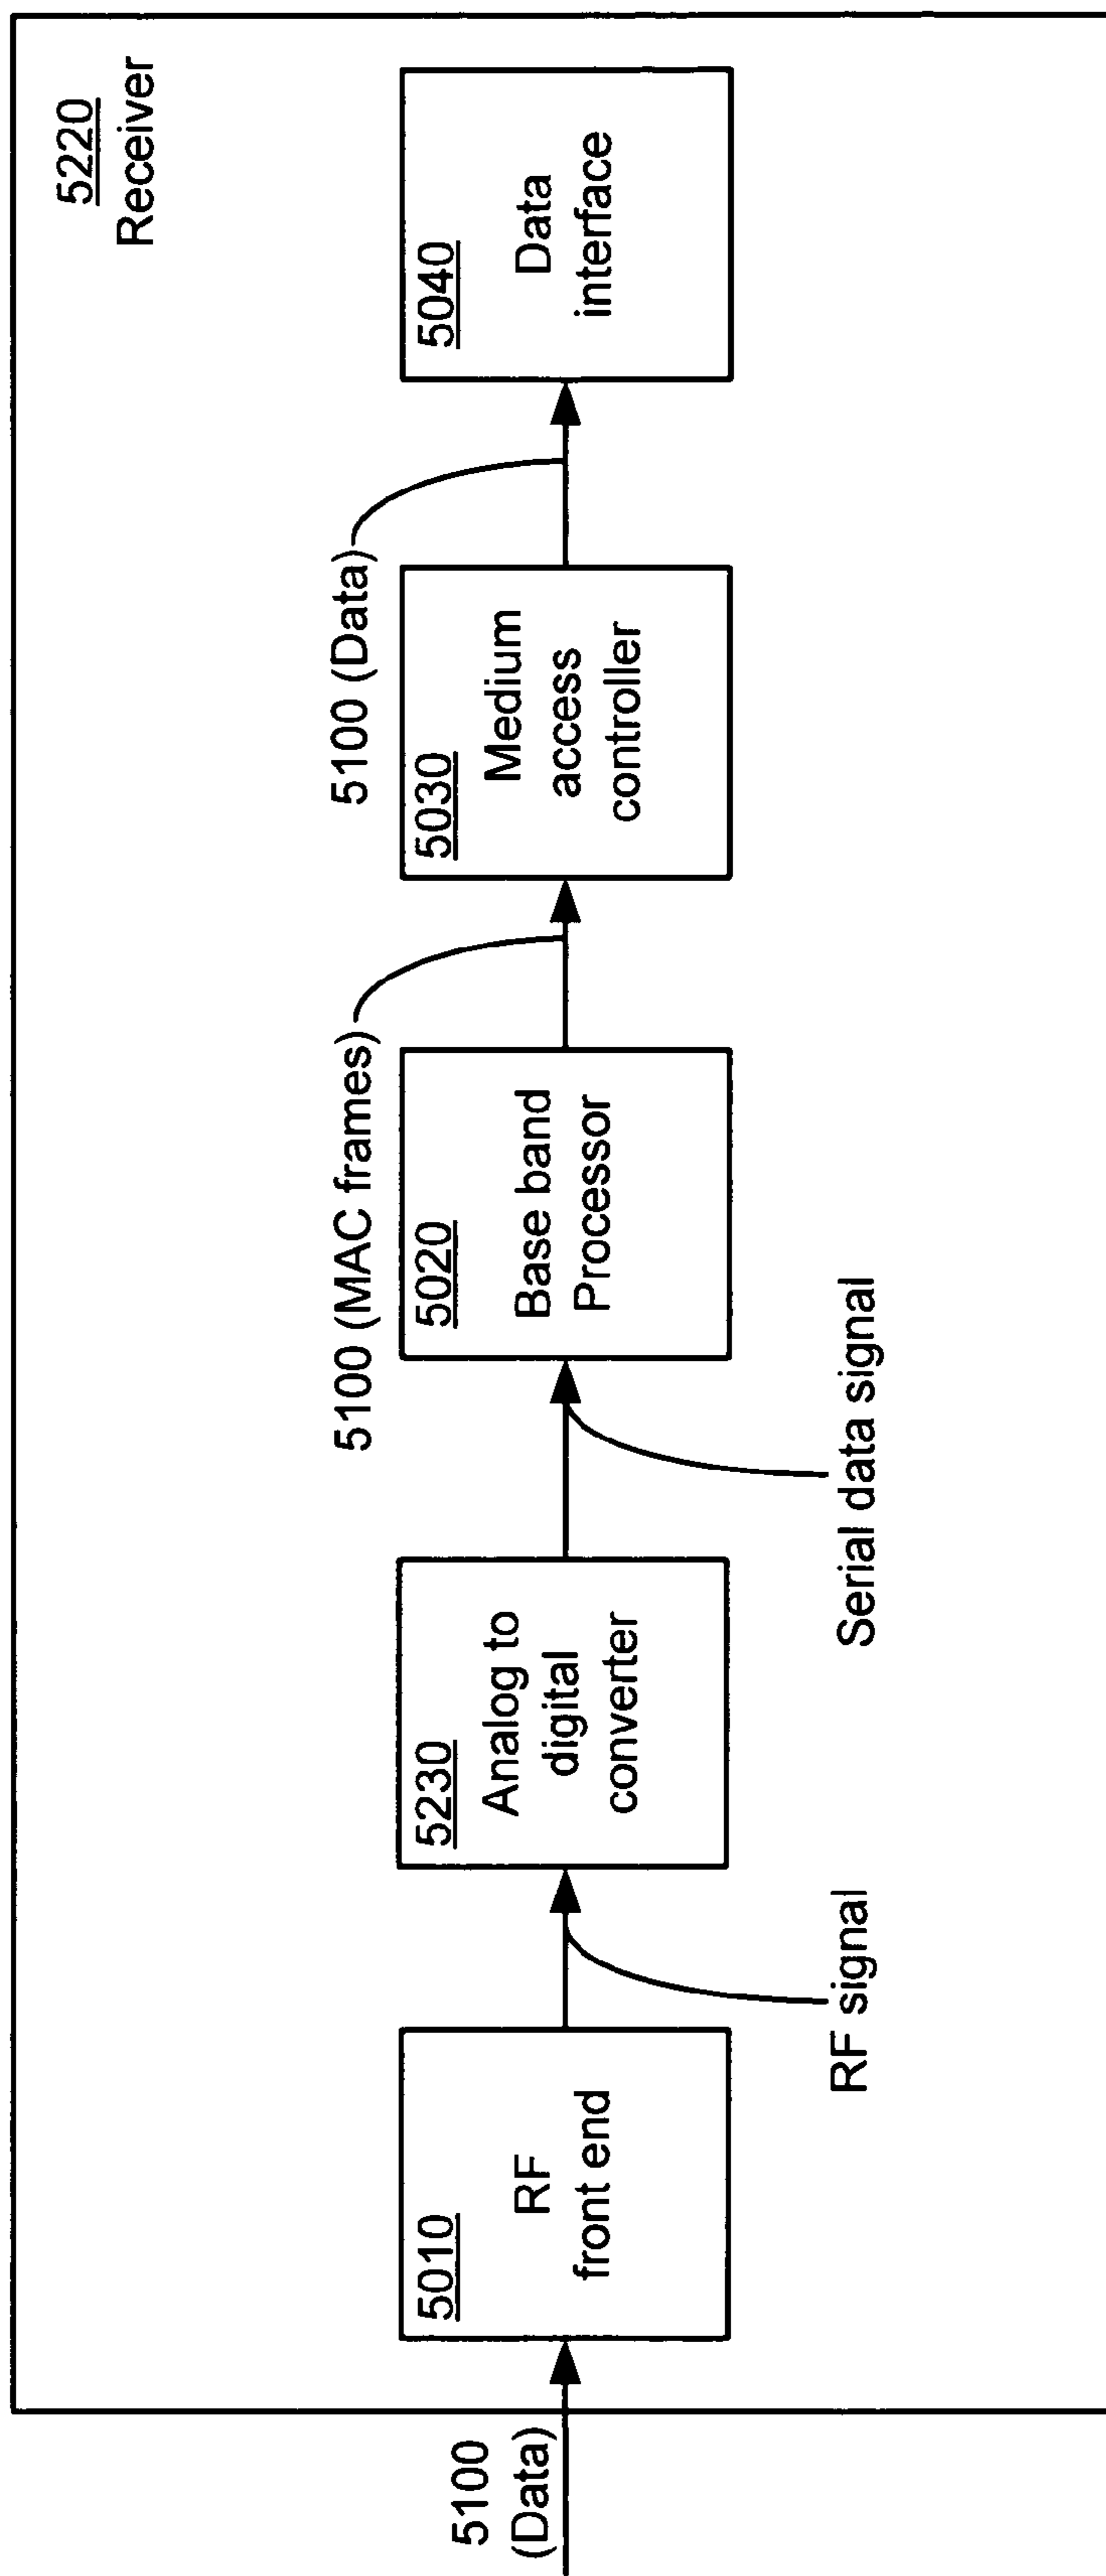 5220
Receiver
5100
(Data)
5010
RF
front end
RF signal
5230
Analog to
digital
converter
Serial data signal
5020
Base band
Processor
5100 (MAC frames)
5030
Medium
access
controller
5100 (Data)
5040
Data
interface